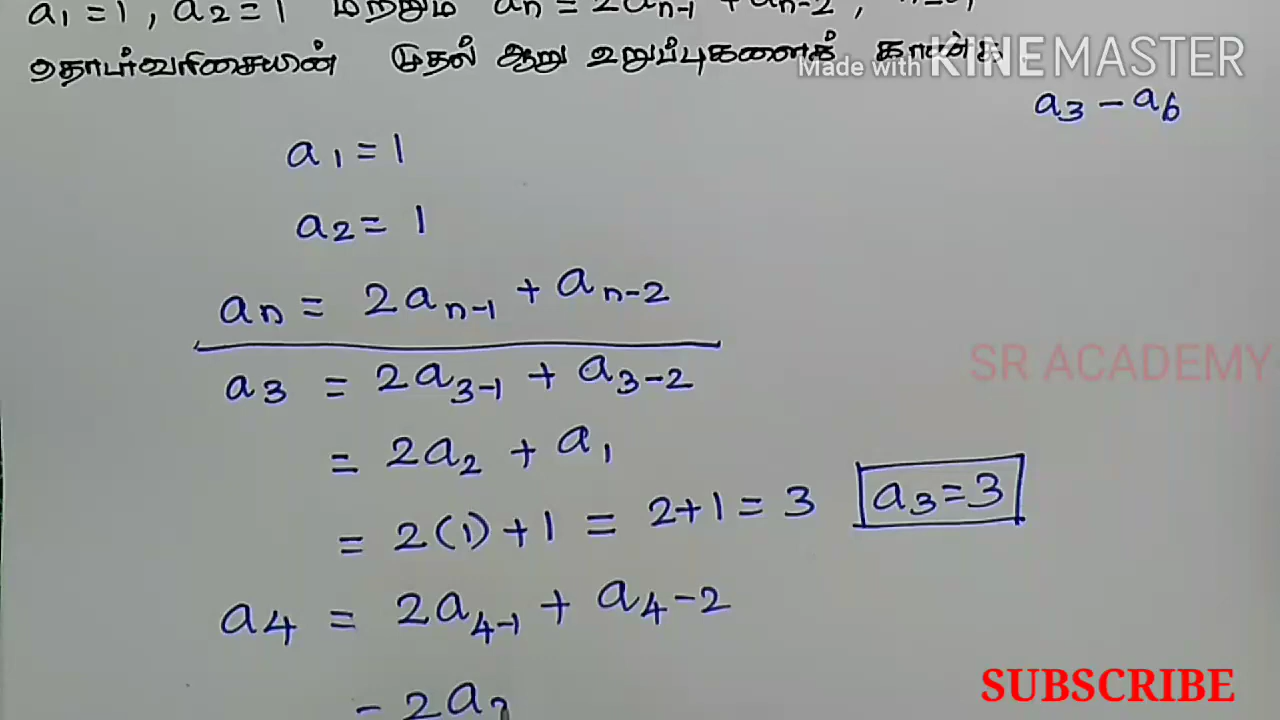 a₁ = 1, a₂ = 1 மற்றும் aₙ = 2aₙ₋₁ + aₙ₋₂,
தொடர்வரிசையின் முதல் ஆறு உறுப்புகளைக் காண்க
Made with KINEMASTER
a₃ – a₆
a₁ = 1
a₂ = 1
aₙ = 2aₙ₋₁ + aₙ₋₂
a₃ = 2a₃₋₁ + a₃₋₂
SR ACADEMY
= 2a₂ + a₁
= 2(1) + 1 = 2 + 1 = 3 a₃ = 3
a₄ = 2a₄₋₁ + a₄₋₂
SUBSCRIBE